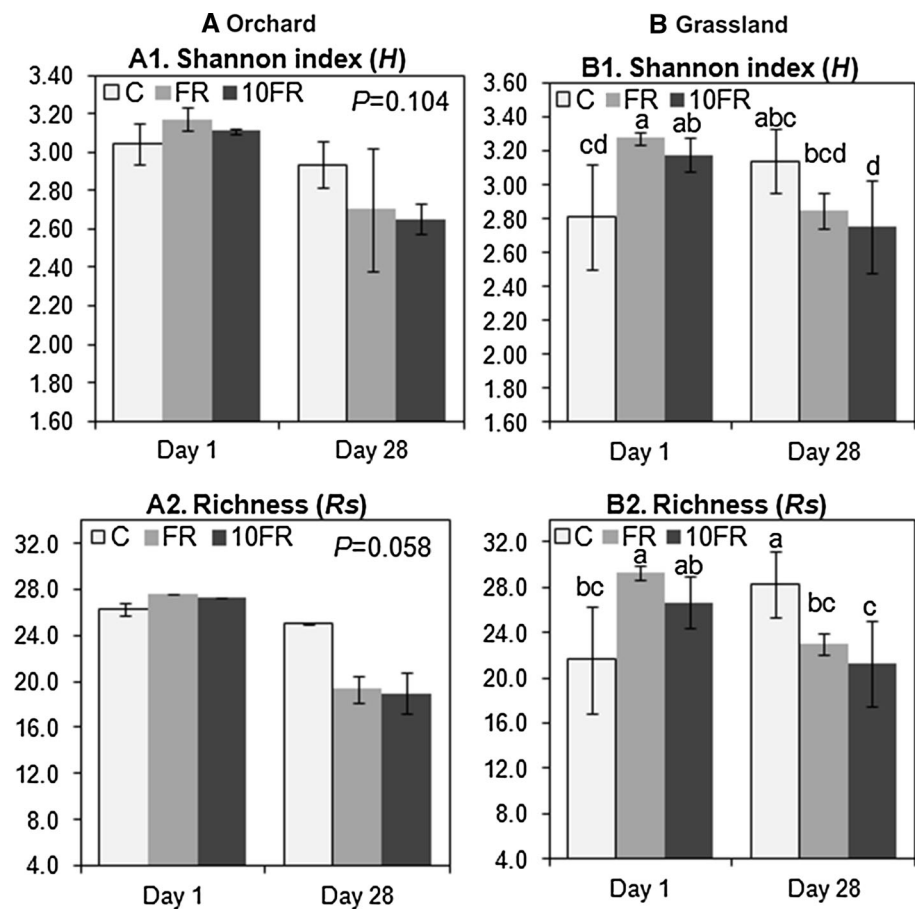 A Orchard
B Grassland
A1. Shannon index (H)
3.40
3.20
3.00
2.80
2.60
2.40
2.20
2.00
1.80
1.60
C FR 10FR
P=0.104
Day 1 Day 28
B1. Shannon index (H)
3.60
3.40
3.20
3.00
2.80
2.60
2.40
2.20
2.00
1.80
1.60
C FR 10FR
cd a ab abc bcd d
Day 1 Day 28
A2. Richness (Rs)
32.0
28.0
24.0
20.0
16.0
12.0
8.0
4.0
C FR 10FR
P=0.058
Day 1 Day 28
B2. Richness (Rs)
32.0
28.0
24.0
20.0
16.0
12.0
8.0
4.0
C FR 10FR
bc a ab a bc c
Day 1 Day 28